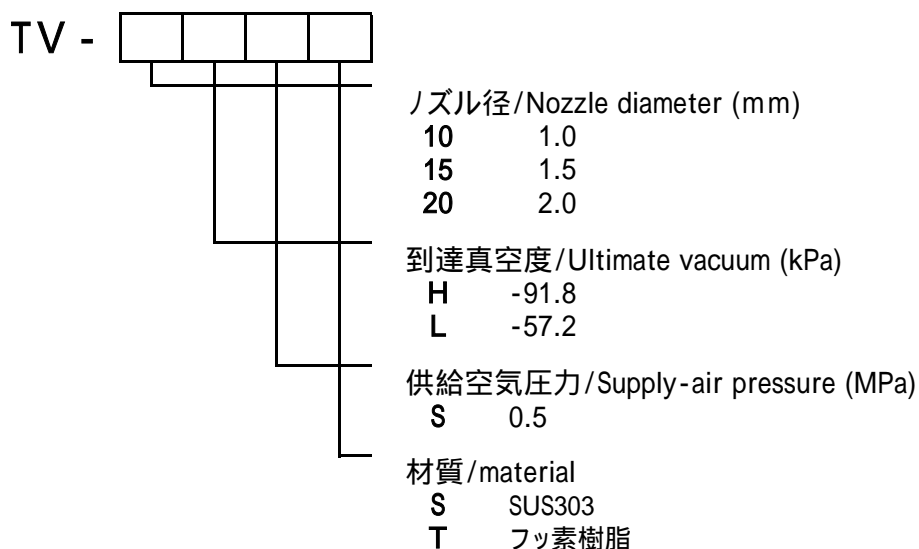 TV -
ノズル径/Nozzle diameter (mm)
10 1.0
15 1.5
20 2.0
到達真空度/Ultimate vacuum (kPa)
H -91.8
L -57.2
供給空気圧力/Supply-air pressure (MPa)
S 0.5
材質/material
S SUS303
T フッ素樹脂